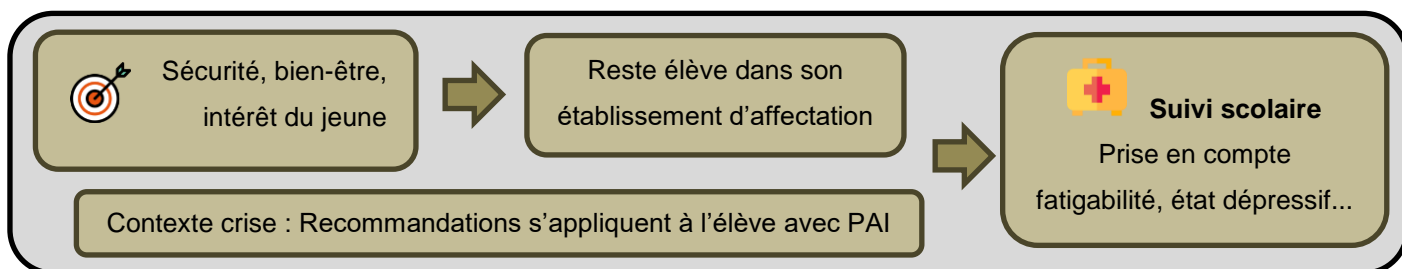 Sécurité, bien-être,
intérêt du jeune
Reste élève dans son
établissement d’affectation
Suivi scolaire
Prise en compte
fatigabilité, état dépressif...
Contexte crise : Recommandations s’appliquent à l’élève avec PAI